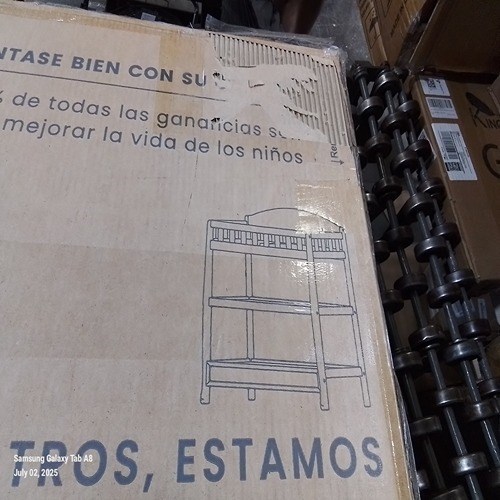 NTASE BIEN CON SU
% de todas las ganancias
mejorar la vida de los niños
TROS, ESTAMOS
Samsung Galaxy Tab A8
July 02, 2025